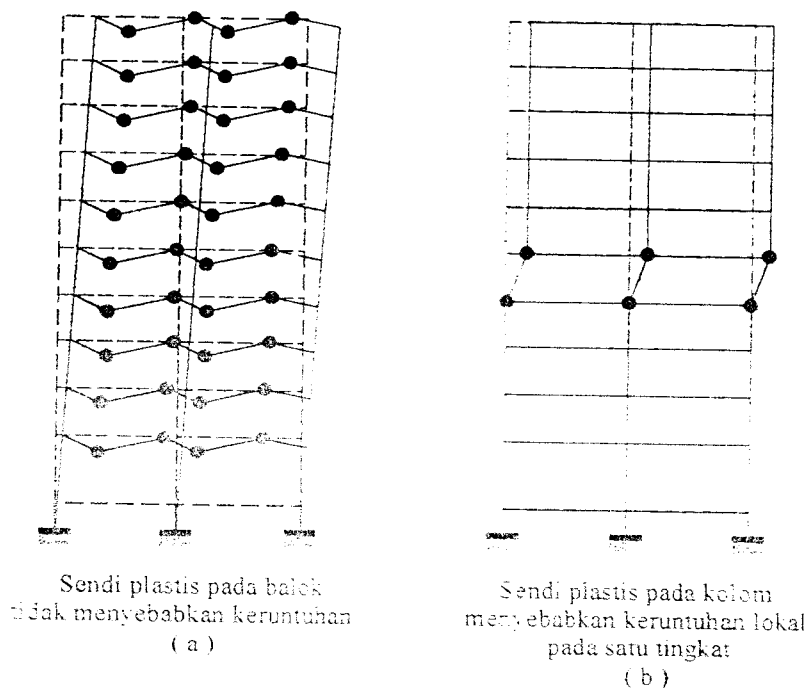 Sendi plastis pada balok
tidak menyebabkan keruntuhan
( a )
Sendi plastis pada kolom
menyebabkan keruntuhan lokal
pada satu tingkat
( b )